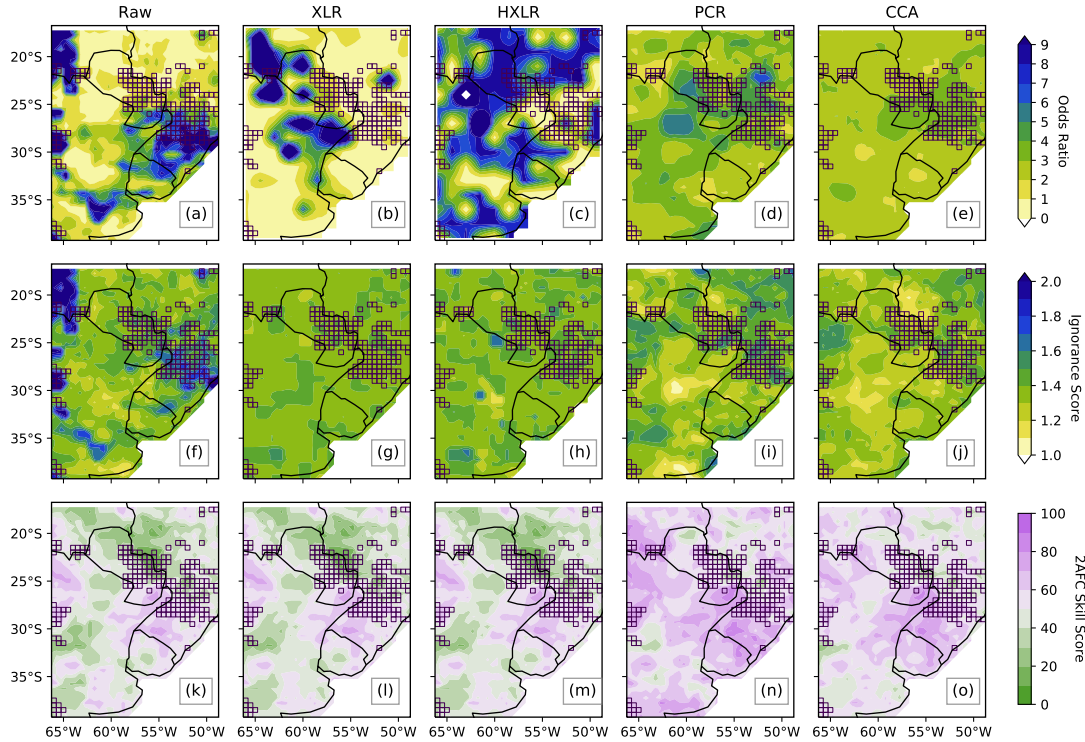 Raw XLR HXLR PCR CCA
20°S
25°S
30°S
35°S
(a) (b) (c) (d) (e)
9
8
7
6
5
4
3
2
1
0
Odds Ratio
20°S
25°S
30°S
35°S
(f) (g) (h) (i) (j)
2.0
1.8
1.6
1.4
1.2
1.0
Ignorance Score
20°S
25°S
30°S
35°S
(k) (l) (m) (n) (o)
100
80
60
40
20
0
2AFC Skill Score
65°W 60°W 55°W 50°W 65°W 60°W 55°W 50°W 65°W 60°W 55°W 50°W 65°W 60°W 55°W 50°W 65°W 60°W 55°W 50°W